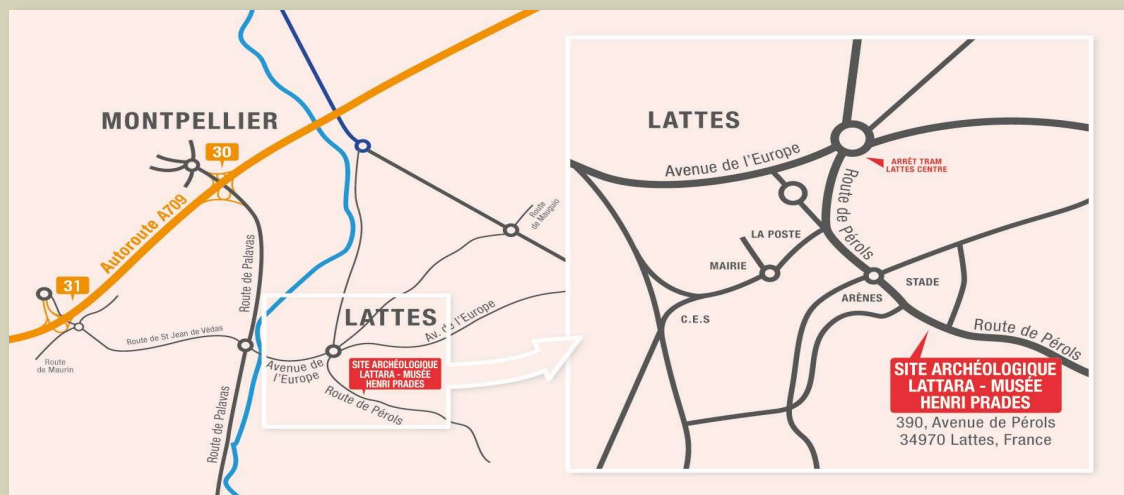 MONTPELLIER
30
Autoroute A709
31
Route de Palavas
Route
de Mauguio
Route de St Jean de Védas
Route
de Maurin
LATTES
Av. de l'Europe
Avenue de
l'Europe
SITE ARCHÉOLOGIQUE
LATTARA - MUSÉE
HENRI PRADES
Route de Pérols
Route de Palavas
LATTES
Avenue de l'Europe
ARRÊT TRAM
LATTES CENTRE
Route de Pérols
LA POSTE
MAIRIE
STADE
ARÈNES
C.E.S
Route de Pérols
SITE ARCHÉOLOGIQUE
LATTARA - MUSÉE
HENRI PRADES
390, Avenue de Pérols
34970 Lattes, France